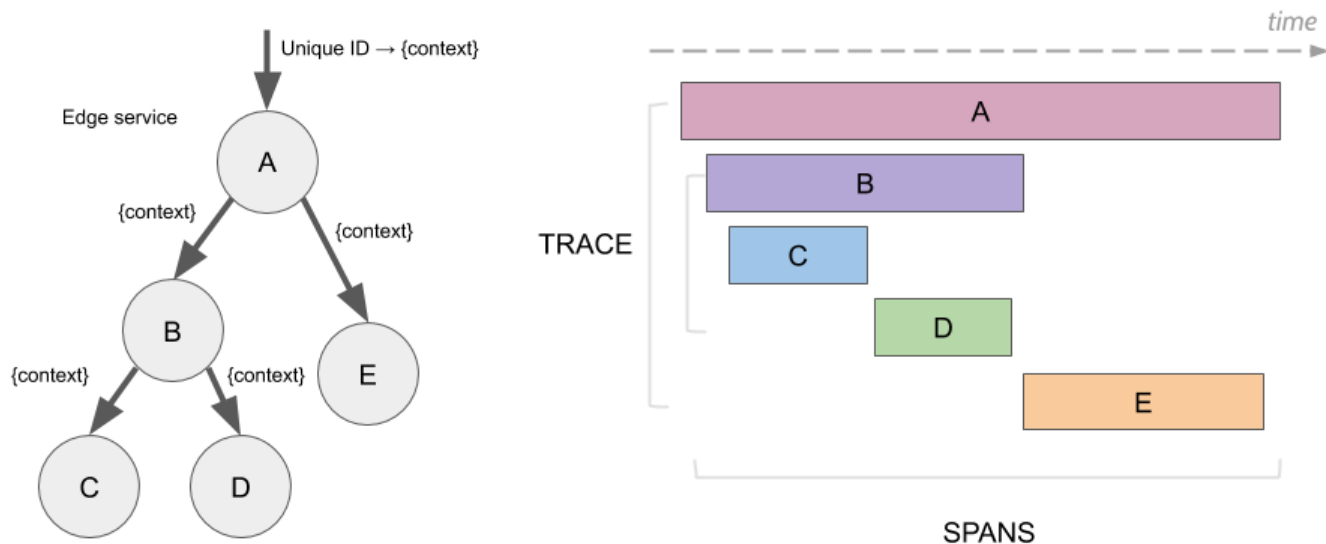 Unique ID → {context}
Edge service
A
{context}
{context}
B
E
{context}
{context}
C
D
time
A
B
C
TRACE
D
E
SPANS